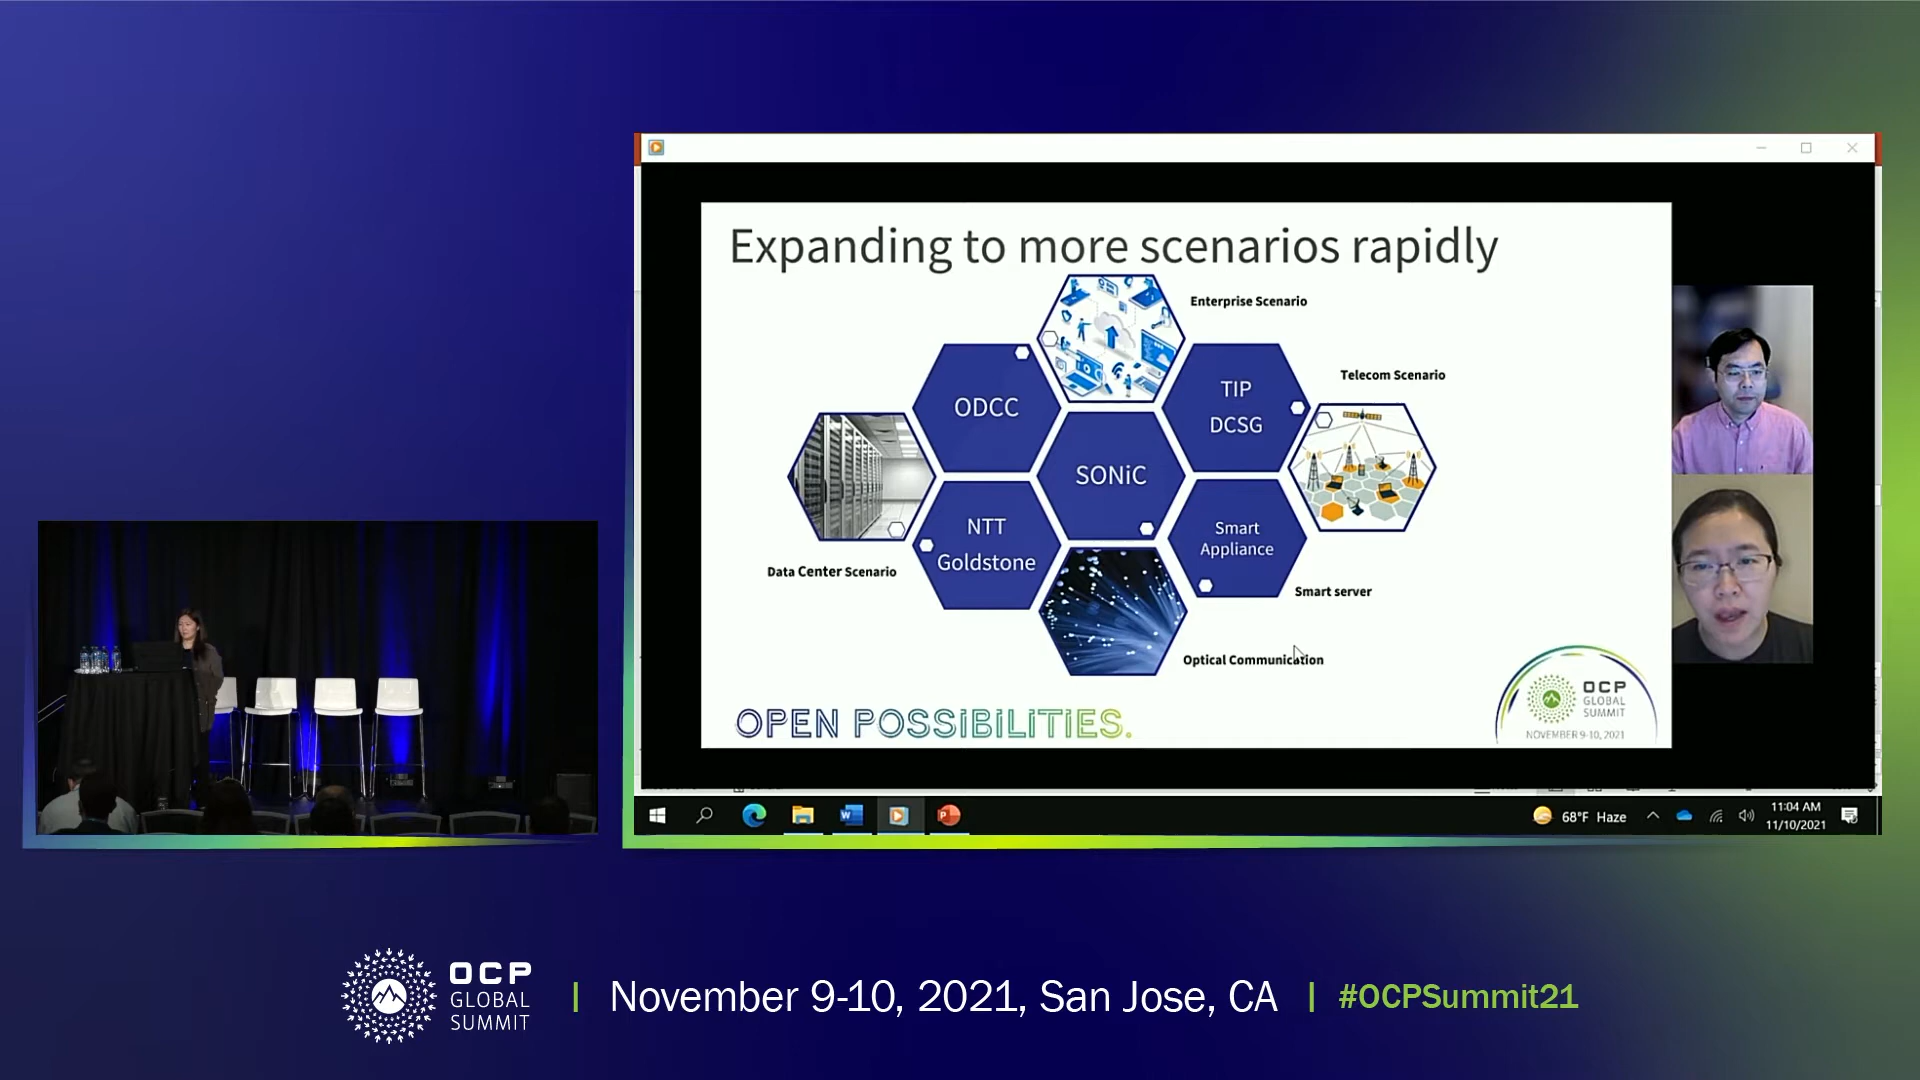 Expanding to more scenarios rapidly
Enterprise Scenario
Telecom Scenario
ODCC
TIP
DCSG
SONiC
NTT
Goldstone
Smart
Appliance
Data Center Scenario
Smart server
Optical Communication
OPEN POSSiBiLiTiES.
OCP
GLOBAL
SUMMIT
NOVEMBER 9-10, 2021
68°F Haze
11:04 AM
11/10/2021
OCP
GLOBAL
SUMMIT
| November 9-10, 2021, San Jose, CA | #OCPSummit21